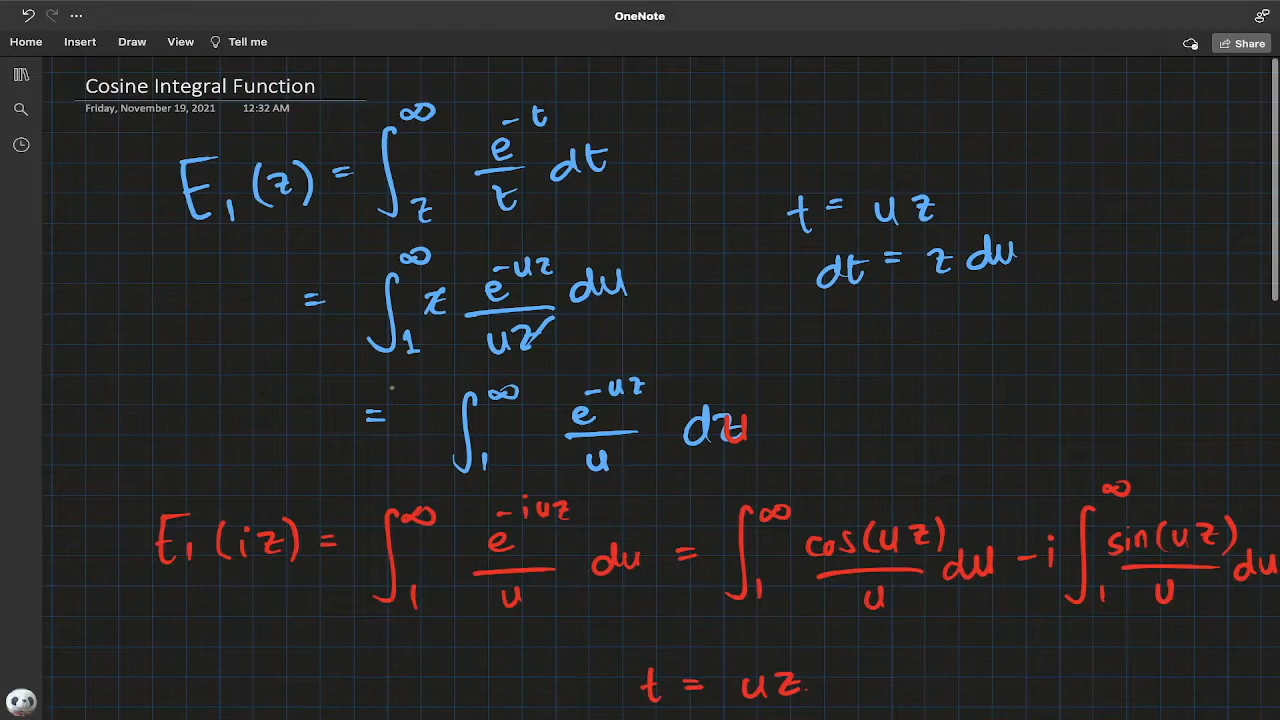 OneNote
Home Insert Draw View Tell me Share
Cosine Integral Function
Friday, November 19, 2021 12:32 AM
E₁(z) = ∫_z^∞ e^{-t}/t dt
t = uz
dt = z du
= ∫_1^∞ z e^{-uz}/(uz) du
= ∫_1^∞ e^{-uz}/u du
E₁(iz) = ∫_1^∞ e^{-iuz}/u du = ∫_1^∞ cos(uz)/u du - i ∫_1^∞ sin(uz)/u du
t = uz